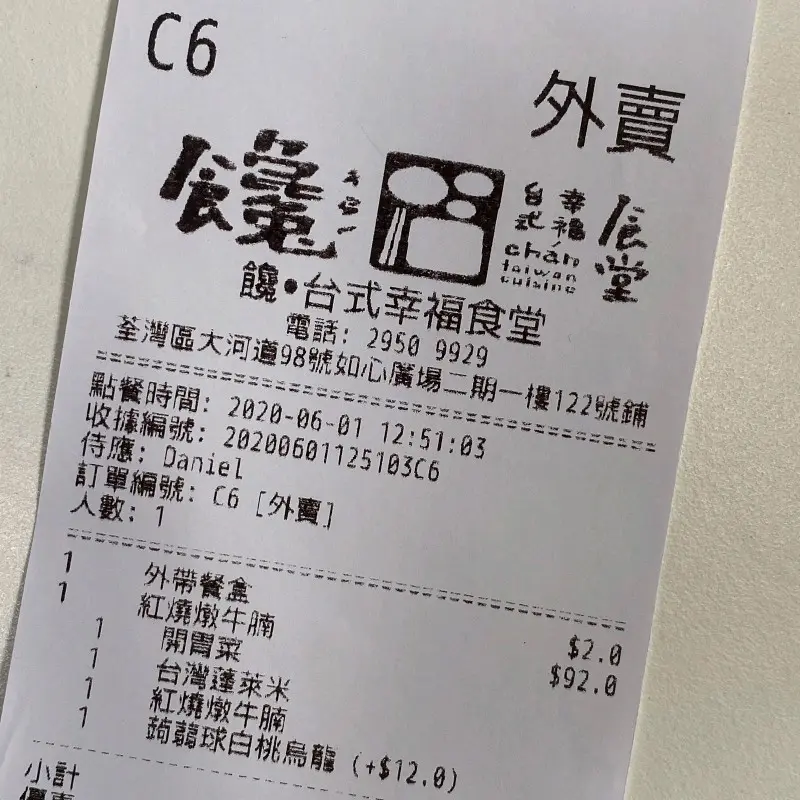 C6
外賣
饞
台式
幸福
食堂
chán
taiwan
cuisine
饞•台式幸福食堂
電話: 2950 9929
荃灣區大河道98號如心廣場二期一樓122號鋪
點餐時間: 2020-06-01 12:51:03
收據編號: 20200601125103C6
侍應: Daniel
訂單編號: C6 [外賣]
人數: 1
1 外帶餐盒 $2.0
1 紅燒燉牛腩 $92.0
1 開胃菜
1 台灣蓬萊米
1 紅燒燉牛腩
1 蒟蒻球白桃烏龍 (+$12.0)
小計